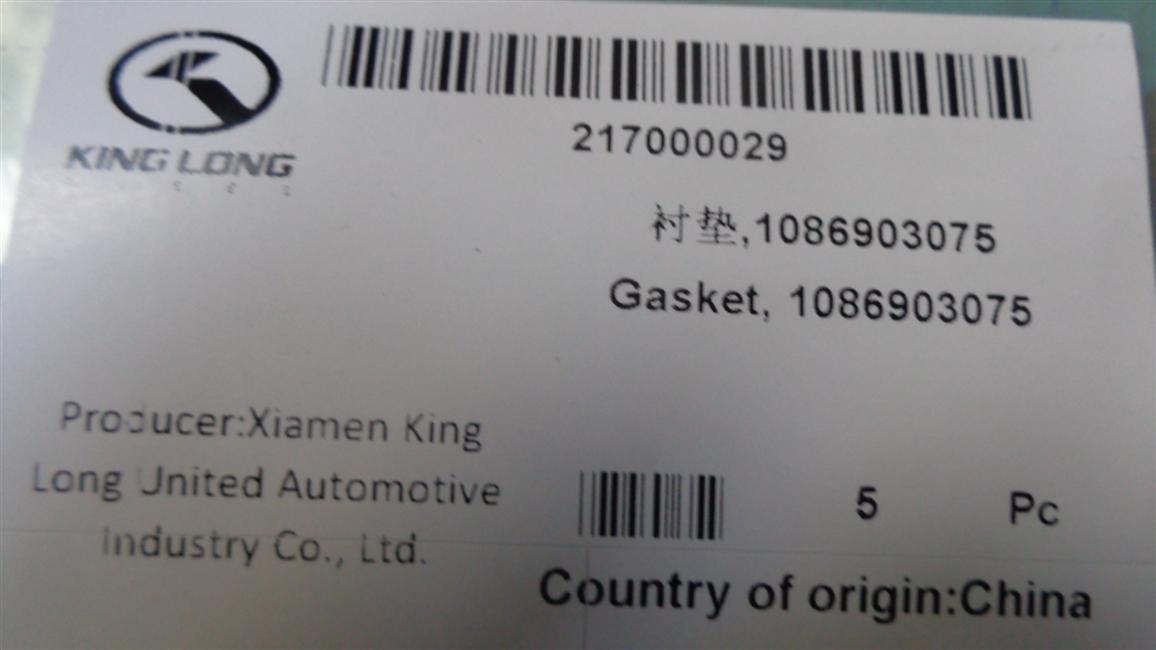 KING LONG
217000029
衬垫,1086903075
Gasket, 1086903075
Producer:Xiamen King
Long United Automotive
Industry Co., Ltd.
5 Pc
Country of origin:China